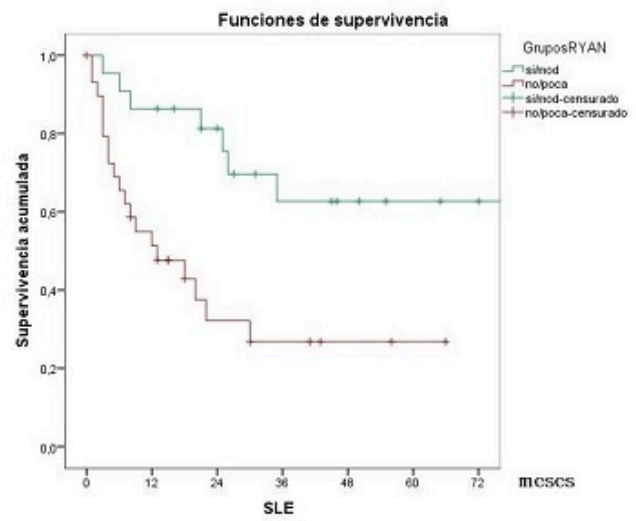 Funciones de supervivencia
GruposRYAN
si/mod
no/poca
si/mod-censurado
no/poca-censurado
Supervivencia acumulada
1,0
0,8
0,6
0,4
0,2
0,0
0 12 24 36 48 60 72
meses
SLE